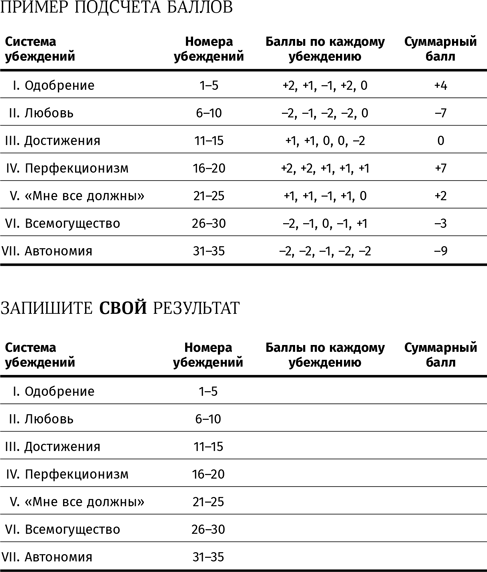 ПРИМЕР ПОДСЧЕТА БАЛЛОВ
Система убеждений Номера убеждений Баллы по каждому убеждению Суммарный балл
I. Одобрение 1–5 +2, +1, –1, +2, 0 +4
II. Любовь 6–10 –2, –1, –2, –2, 0 –7
III. Достижения 11–15 +1, +1, 0, 0, –2 0
IV. Перфекционизм 16–20 +2, +2, +1, +1, +1 +7
V. «Мне все должны» 21–25 +1, +1, –1, +1, 0 +2
VI. Всемогущество 26–30 –2, –1, 0, –1, +1 –3
VII. Автономия 31–35 –2, –2, –1, –2, –2 –9
ЗАПИШИТЕ СВОЙ РЕЗУЛЬТАТ
Система убеждений Номера убеждений Баллы по каждому убеждению Суммарный балл
I. Одобрение 1–5
II. Любовь 6–10
III. Достижения 11–15
IV. Перфекционизм 16–20
V. «Мне все должны» 21–25
VI. Всемогущество 26–30
VII. Автономия 31–35